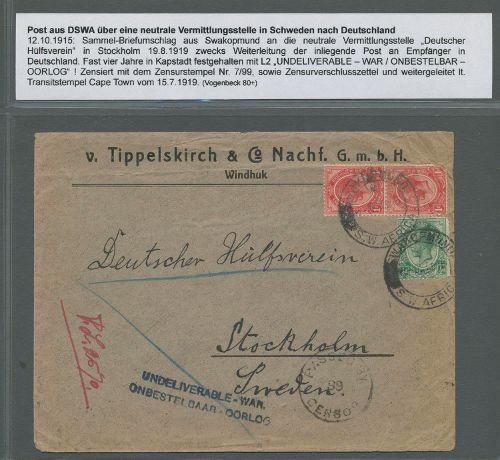 Post aus DSWA über eine neutrale Vermittlungsstelle in Schweden nach Deutschland
12.10.1915: Sammel-Briefumschlag aus Swakopmund an die neutrale Vermittlungsstelle „Deutscher
Hülfsverein" in Stockholm 19.8.1919 zwecks Weiterleitung der inliegende Post an Empfänger in
Deutschland. Fast vier Jahre in Kapstadt festgehalten mit L2 „UNDELIVERABLE – WAR / ONBESTELBAR -
OORLOG" ! Zensiert mit dem Zensurstempel Nr. 7/99, sowie Zensurverschlusszettel und weitergeleitet lt.
Transitstempel Cape Town vom 15.7.1919. (Vogenbeck 80+)
v. Tippelskirch & Co Nachf. G. m. b. H.
Windhuk
S.W. AFRICA
S.W. AFRICA
Deutscher Hülfsverein
Stockholm
Sweden.
UNDELIVERABLE - WAR.
ONBESTELBAAR - OORLOG
CENSOR